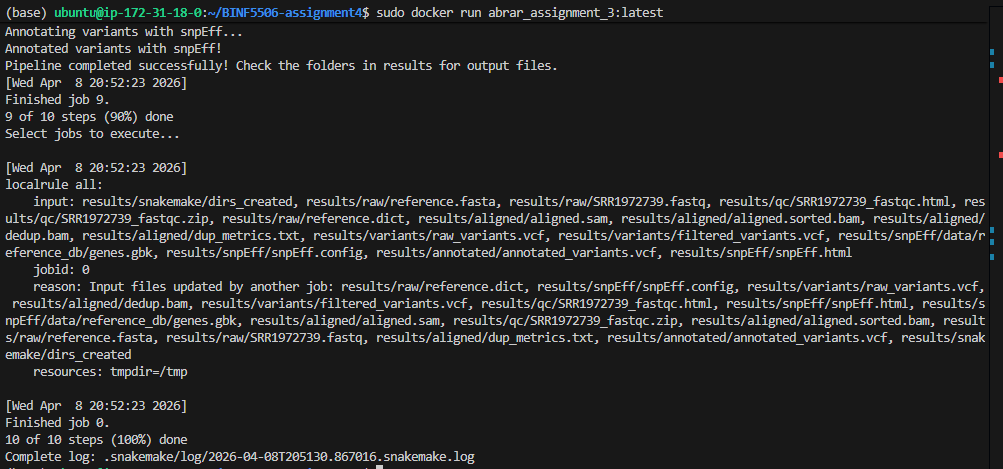 (base) ubuntu@ip-172-31-18-0:~/BINF5506-assignment4$ sudo docker run abrar_assignment_3:latest
Annotating variants with snpEff...
Annotated variants with snpEff!
Pipeline completed successfully! Check the folders in results for output files.
[Wed Apr  8 20:52:23 2026]
Finished job 9.
9 of 10 steps (90%) done
Select jobs to execute...

[Wed Apr  8 20:52:23 2026]
localrule all:
    input: results/snakemake/dirs_created, results/raw/reference.fasta, results/raw/SRR1972739.fastq, results/qc/SRR1972739_fastqc.html, res
ults/qc/SRR1972739_fastqc.zip, results/raw/reference.dict, results/aligned/aligned.sam, results/aligned/aligned.sorted.bam, results/aligned/
dedup.bam, results/aligned/dup_metrics.txt, results/variants/raw_variants.vcf, results/variants/filtered_variants.vcf, results/snpEff/data/r
eference_db/genes.gbk, results/snpEff/snpEff.config, results/annotated/annotated_variants.vcf, results/snpEff/snpEff.html
    jobid: 0
    reason: Input files updated by another job: results/raw/reference.dict, results/snpEff/snpEff.config, results/variants/raw_variants.vcf,
 results/aligned/dedup.bam, results/variants/filtered_variants.vcf, results/qc/SRR1972739_fastqc.html, results/snpEff/snpEff.html, results/s
npEff/data/reference_db/genes.gbk, results/aligned/aligned.sam, results/qc/SRR1972739_fastqc.zip, results/aligned/aligned.sorted.bam, result
s/raw/reference.fasta, results/raw/SRR1972739.fastq, results/aligned/dup_metrics.txt, results/annotated/annotated_variants.vcf, results/snak
emake/dirs_created
    resources: tmpdir=/tmp

[Wed Apr  8 20:52:23 2026]
Finished job 0.
10 of 10 steps (100%) done
Complete log: .snakemake/log/2026-04-08T205130.867016.snakemake.log